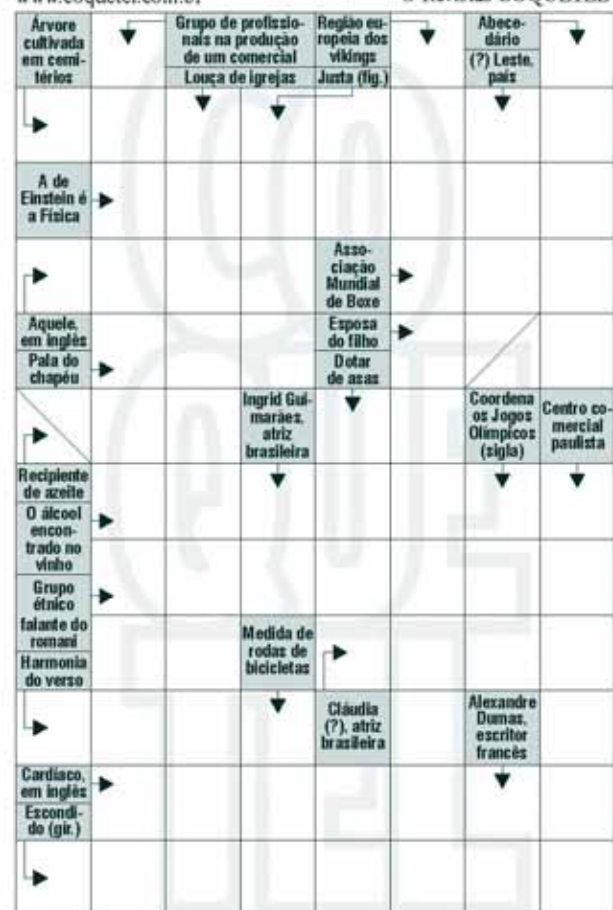 www.coquetel.com.br
© Revistas COQUETEL
Árvore
cultivada
em cemi-
térios
Grupo de profissio-
nais na produção
de um comercial
Louça de igrejas
Região eu-
ropeia dos
vikings
Justa (fig.)
Abece-
dário
(?) Leste,
país
A de
Einstein é
a Física
Asso-
ciação
Mundial
de Boxe
Aquele,
em inglês
Pala do
chapéu
Esposa
do filho
Dotar
de asas
Ingrid Gui-
marães,
atriz
brasileira
Coordena
os Jogos
Olímpicos
(sigla)
Centro co-
mercial
paulista
Recipiente
de azeite
O álcool
encon-
trado no
vinho
Grupo
étnico
falante do
romani
Harmonia
do verso
Medida de
rodas de
bicicletas
Cláudia
(?), atriz
brasileira
Alexandre
Dumas,
escritor
francês
Cardíaco,
em inglês
Escondi-
do (gír.)